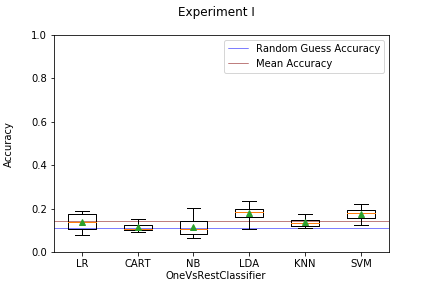 Experiment I
Random Guess Accuracy
Mean Accuracy
Accuracy
1.0
0.8
0.6
0.4
0.2
0.0
LR CART NB LDA KNN SVM
OneVsRestClassifier